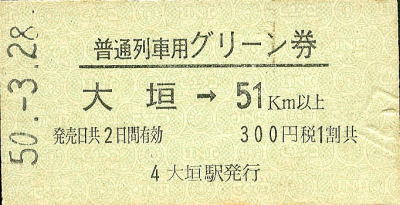 50.-3.28.
普通列車用グリーン券
大垣 → 51Km以上
発売日共2日間有効 300円税1割共
4 大垣駅発行